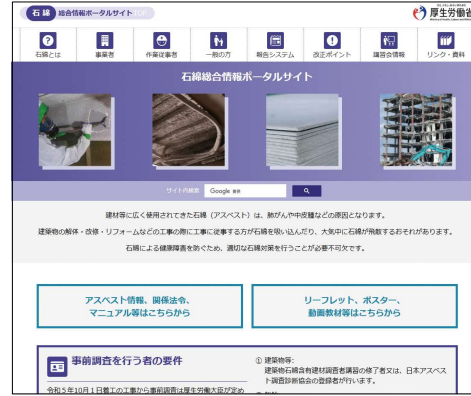 石綿 総合情報ポータルサイト
厚生労働省
石綿とは
事業者
作業従事者
一般の方
報告システム
改正ポイント
講習会情報
リンク・資料
石綿総合情報ポータルサイト
サイト内検索 Google 提供
建材等に広く使用されてきた石綿（アスベスト）は、肺がんや中皮腫などの原因となります。
建築物の解体・改修・リフォームなどの工事の際に工事に従事する方が石綿を吸い込んだり、大気中に石綿が飛散するおそれがあります。
石綿による健康障害を防ぐため、適切な石綿対策を行うことが必要不可欠です。
アスベスト情報、関係法令、
マニュアル等はこちらから
リーフレット、ポスター、
動画教材等はこちらから
事前調査を行う者の要件
令和5年10月1日着工の工事から事前調査は厚生労働大臣が定め
① 建築物等:
建築物石綿含有建材調査者講習の修了者又は、日本アスベス
ト調査診断協会の登録者が行います。